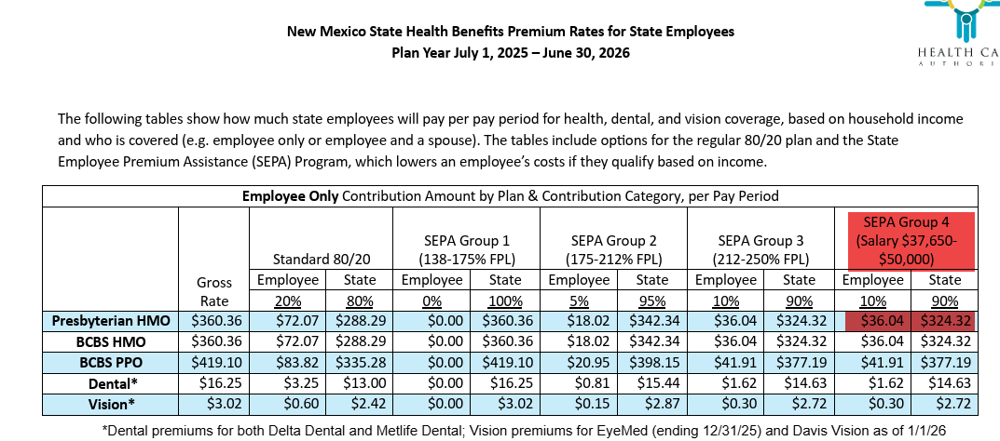 New Mexico State Health Benefits Premium Rates for State Employees
Plan Year July 1, 2025 – June 30, 2026
HEALTH CA
AUTHORI
The following tables show how much state employees will pay per pay period for health, dental, and vision coverage, based on household income
and who is covered (e.g. employee only or employee and a spouse). The tables include options for the regular 80/20 plan and the State
Employee Premium Assistance (SEPA) Program, which lowers an employee's costs if they qualify based on income.
Employee Only Contribution Amount by Plan & Contribution Category, per Pay Period
Gross Rate
Standard 80/20
SEPA Group 1
(138-175% FPL)
SEPA Group 2
(175-212% FPL)
SEPA Group 3
(212-250% FPL)
SEPA Group 4
(Salary $37,650-
$50,000)
Employee State Employee State Employee State Employee State Employee State
20% 80% 0% 100% 5% 95% 10% 90% 10% 90%
Presbyterian HMO $360.36 $72.07 $288.29 $0.00 $360.36 $18.02 $342.34 $36.04 $324.32 $36.04 $324.32
BCBS HMO $360.36 $72.07 $288.29 $0.00 $360.36 $18.02 $342.34 $36.04 $324.32 $36.04 $324.32
BCBS PPO $419.10 $83.82 $335.28 $0.00 $419.10 $20.95 $398.15 $41.91 $377.19 $41.91 $377.19
Dental* $16.25 $3.25 $13.00 $0.00 $16.25 $0.81 $15.44 $1.62 $14.63 $1.62 $14.63
Vision* $3.02 $0.60 $2.42 $0.00 $3.02 $0.15 $2.87 $0.30 $2.72 $0.30 $2.72
*Dental premiums for both Delta Dental and Metlife Dental; Vision premiums for EyeMed (ending 12/31/25) and Davis Vision as of 1/1/26